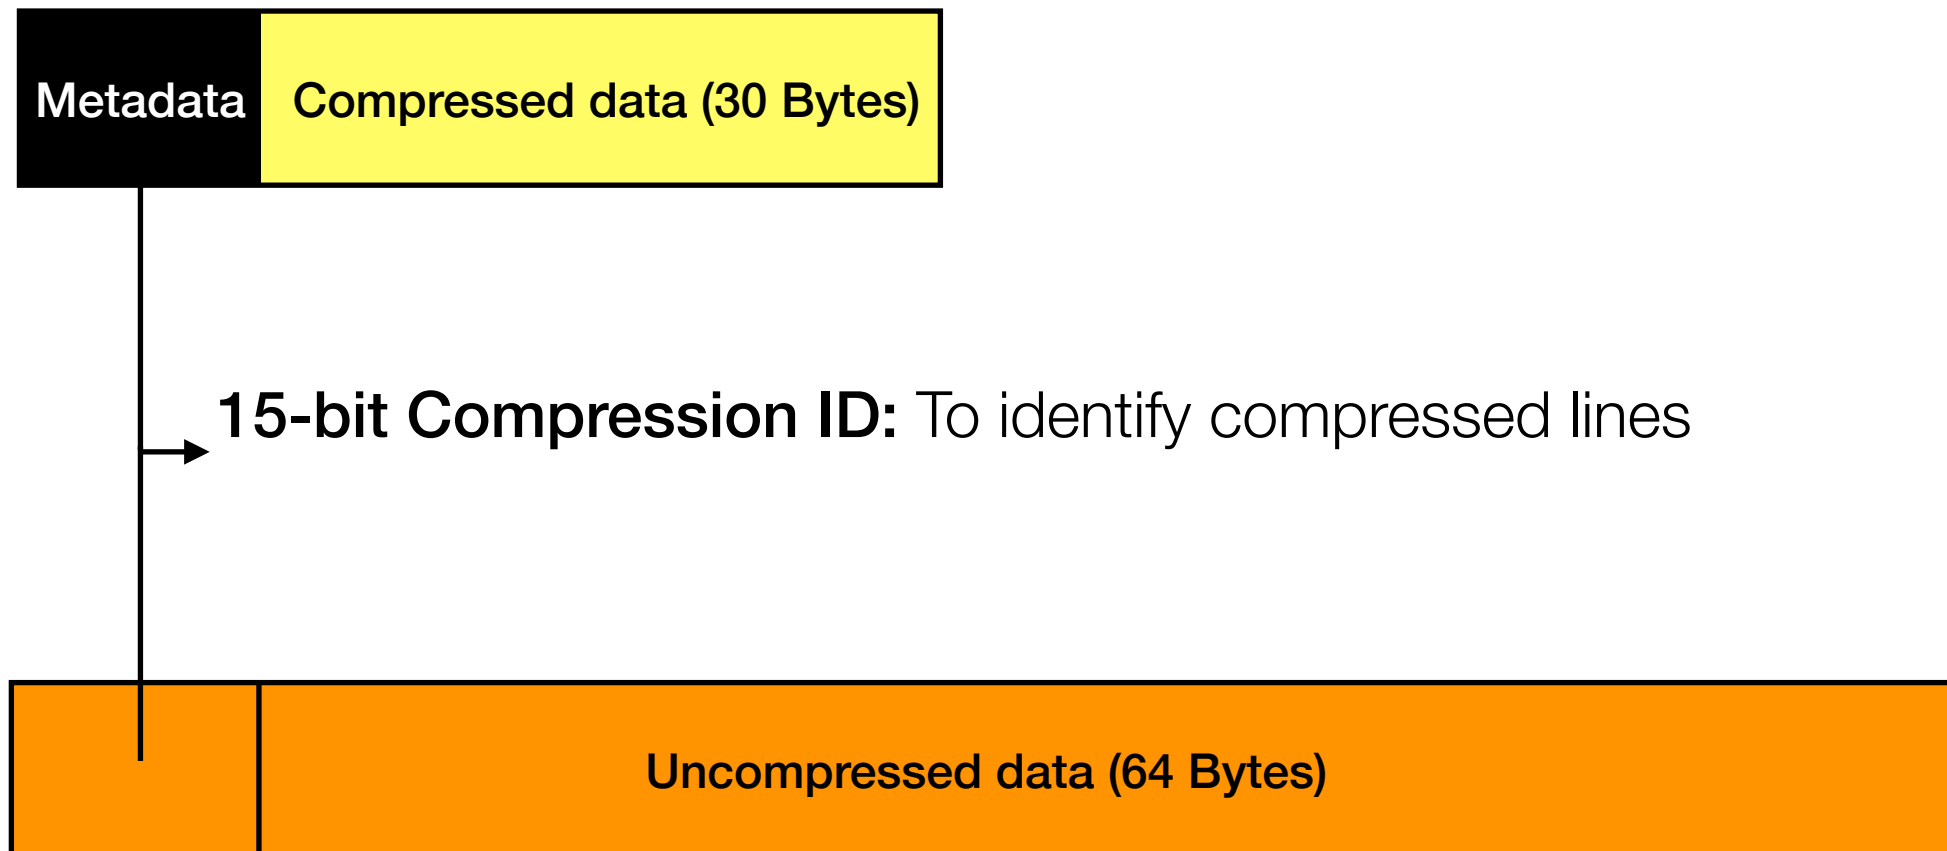 Metadata
Compressed data (30 Bytes)
15-bit Compression ID: To identify compressed lines
Uncompressed data (64 Bytes)